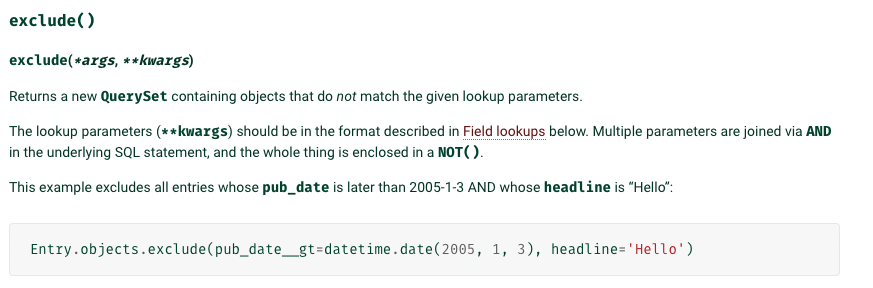 exclude()
exclude(*args, **kwargs)
Returns a new QuerySet containing objects that do not match the given lookup parameters.
The lookup parameters (**kwargs) should be in the format described in Field lookups below. Multiple parameters are joined via AND
in the underlying SQL statement, and the whole thing is enclosed in a NOT().
This example excludes all entries whose pub_date is later than 2005-1-3 AND whose headline is “Hello”:
Entry.objects.exclude(pub_date__gt=datetime.date(2005, 1, 3), headline='Hello')